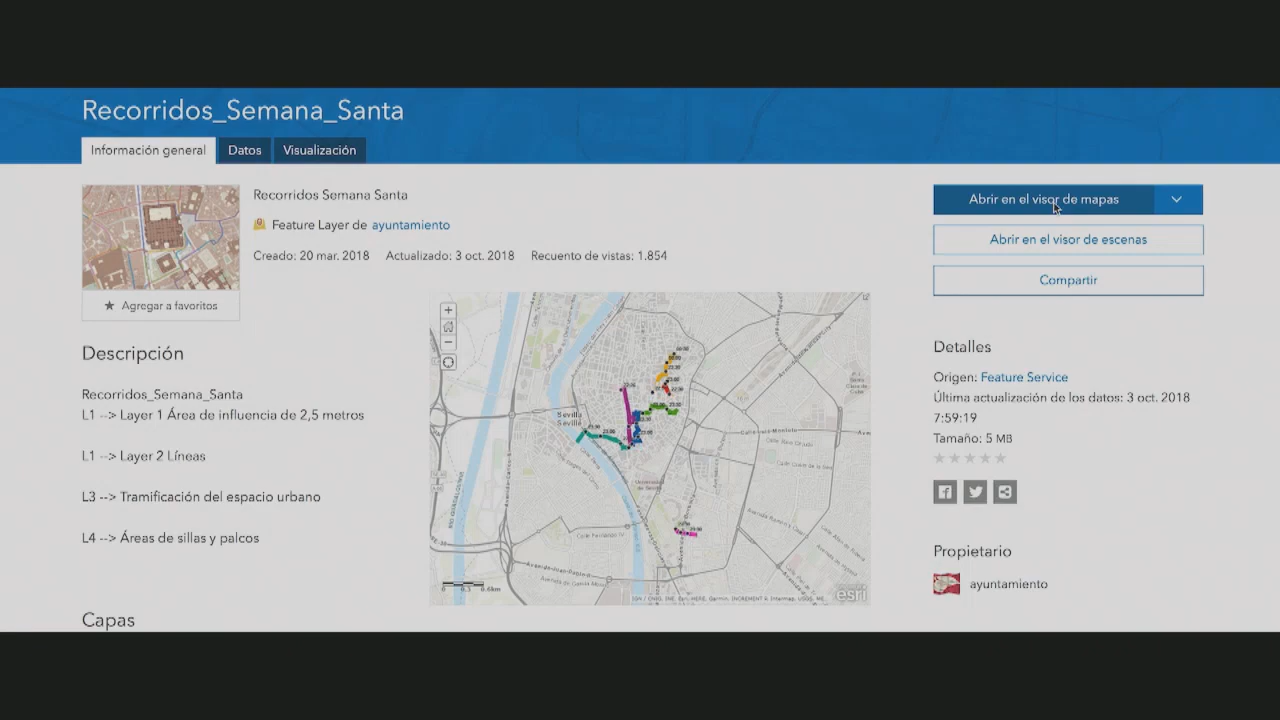 Recorridos_Semana_Santa
Información general
Datos
Visualización
Recorridos Semana Santa
Feature Layer de ayuntamiento
Creado: 20 mar. 2018 Actualizado: 3 oct. 2018 Recuento de vistas: 1.854
Agregar a favoritos
Descripción
Recorridos_Semana_Santa
L1 --> Layer 1 Área de influencia de 2,5 metros
L1 --> Layer 2 Líneas
L3 --> Tramificación del espacio urbano
L4 --> Áreas de sillas y palcos
Capas
Sevilla
Sevilla
esri
Abrir en el visor de mapas
Abrir en el visor de escenas
Compartir
Detalles
Origen: Feature Service
Última actualización de los datos: 3 oct. 2018
7:59:19
Tamaño: 5 MB
Propietario
ayuntamiento